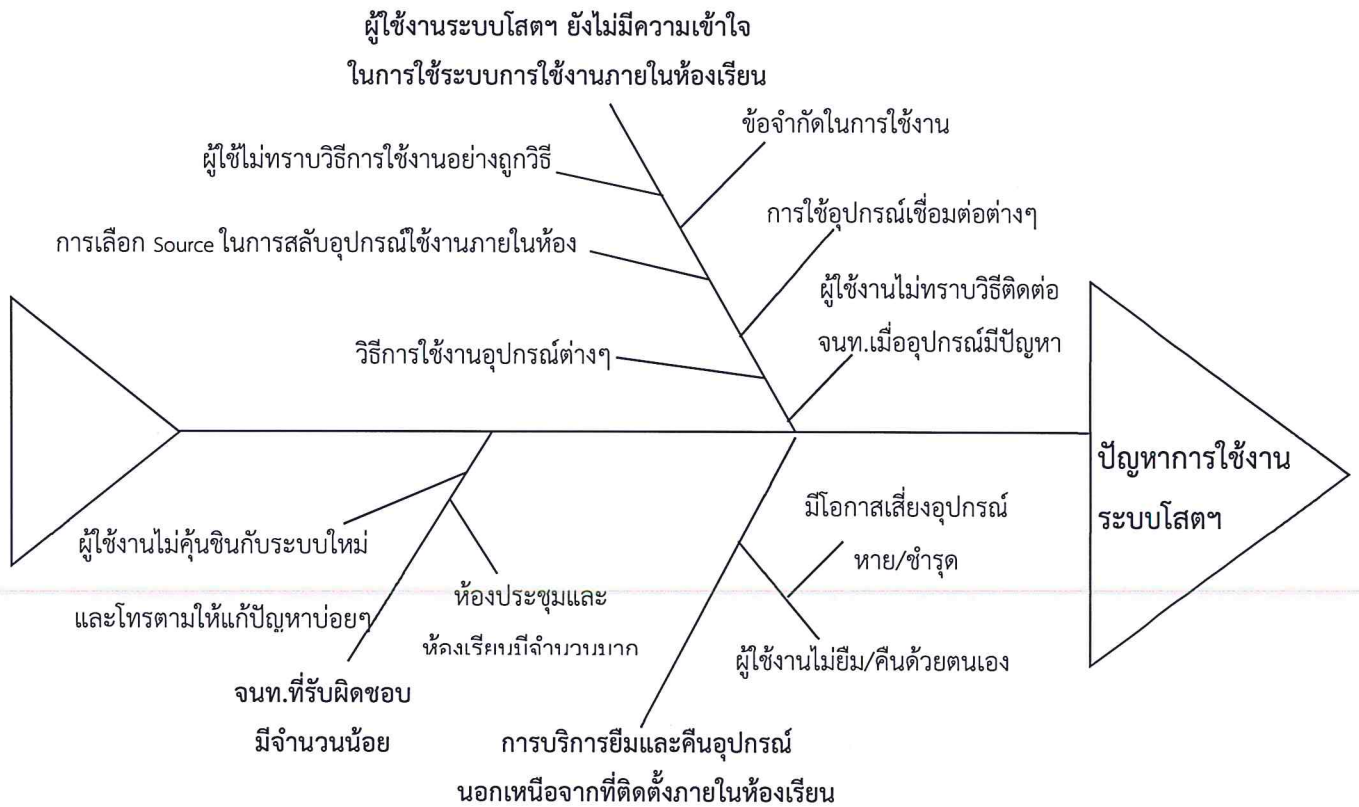 ผู้ใช้งานระบบโสตฯ ยังไม่มีความเข้าใจ
ในการใช้ระบบการใช้งานภายในห้องเรียน
ข้อจำกัดในการใช้งาน
ผู้ใช้ไม่ทราบวิธีการใช้งานอย่างถูกวิธี
การใช้อุปกรณ์เชื่อมต่อต่างๆ
การเลือก Source ในการสลับอุปกรณ์ใช้งานภายในห้อง
ผู้ใช้งานไม่ทราบวิธีติดต่อ
จนท.เมื่ออุปกรณ์มีปัญหา
วิธีการใช้งานอุปกรณ์ต่างๆ
ปัญหาการใช้งาน
ระบบโสตฯ
มีโอกาสเสี่ยงอุปกรณ์
หาย/ชำรุด
ผู้ใช้งานไม่คุ้นชินกับระบบใหม่
และโทรตามให้แก้ปัญหาบ่อยๆ
ห้องประชุมและ
ห้องเรียนมีจำนวนมาก
ผู้ใช้งานไม่ยืม/คืนด้วยตนเอง
จนท.ที่รับผิดชอบ
มีจำนวนน้อย
การบริการยืมและคืนอุปกรณ์
นอกเหนือจากที่ติดตั้งภายในห้องเรียน